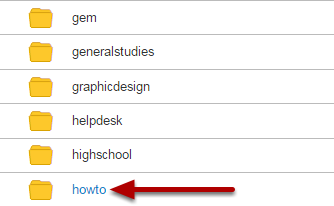 gem
generalstudies
graphicdesign
helpdesk
highschool
howto